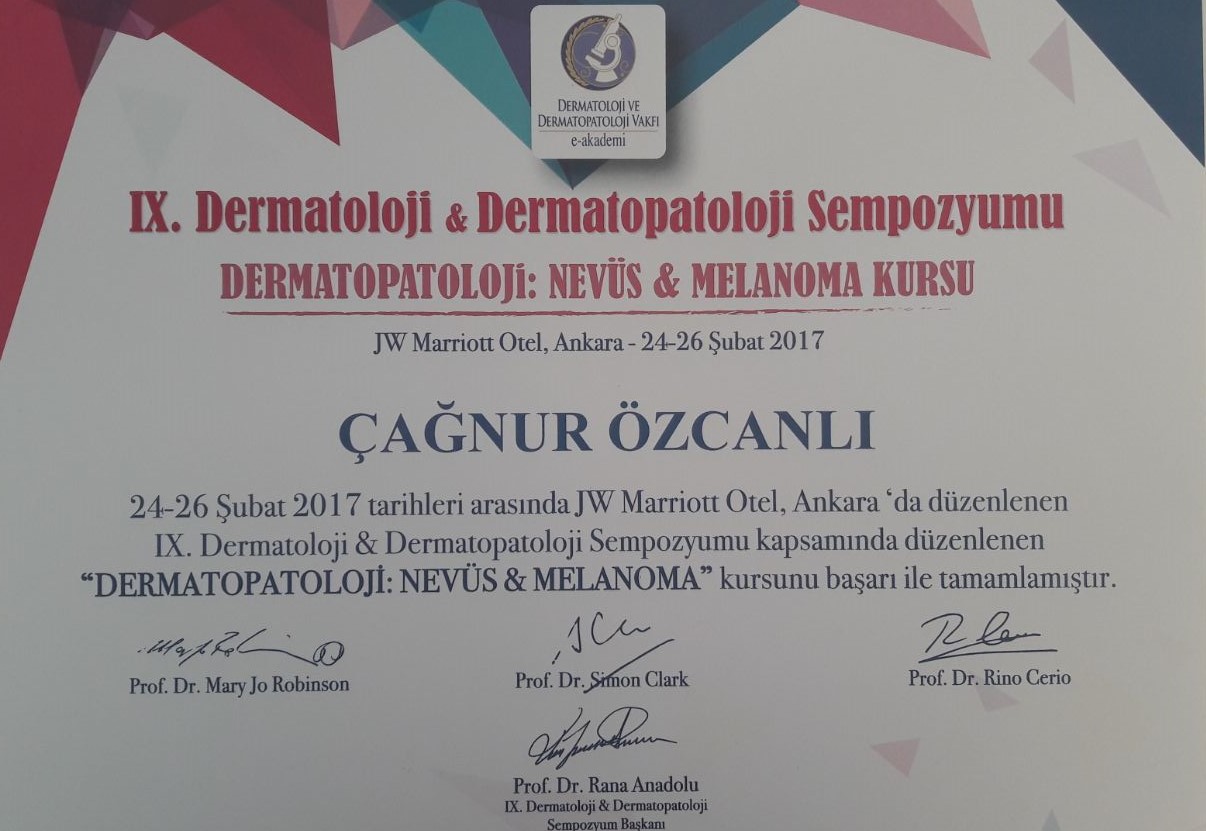 DERMATOLOJİ VE
DERMATOPATOLOJİ VAKFI
e-akademi
IX. Dermatoloji & Dermatopatoloji Sempozyumu
DERMATOPATOLOJi: NEVÜS & MELANOMA KURSU
JW Marriott Otel, Ankara - 24-26 Şubat 2017
ÇAĞNUR ÖZCANLI
24-26 Şubat 2017 tarihleri arasında JW Marriott Otel, Ankara ‘da düzenlenen
IX. Dermatoloji & Dermatopatoloji Sempozyumu kapsamında düzenlenen
“DERMATOPATOLOJİ: NEVÜS & MELANOMA” kursunu başarı ile tamamlamıştır.
Prof. Dr. Mary Jo Robinson
Prof. Dr. Simon Clark
Prof. Dr. Rino Cerio
Prof. Dr. Rana Anadolu
IX. Dermatoloji & Dermatopatoloji
Sempozyum Başkanı